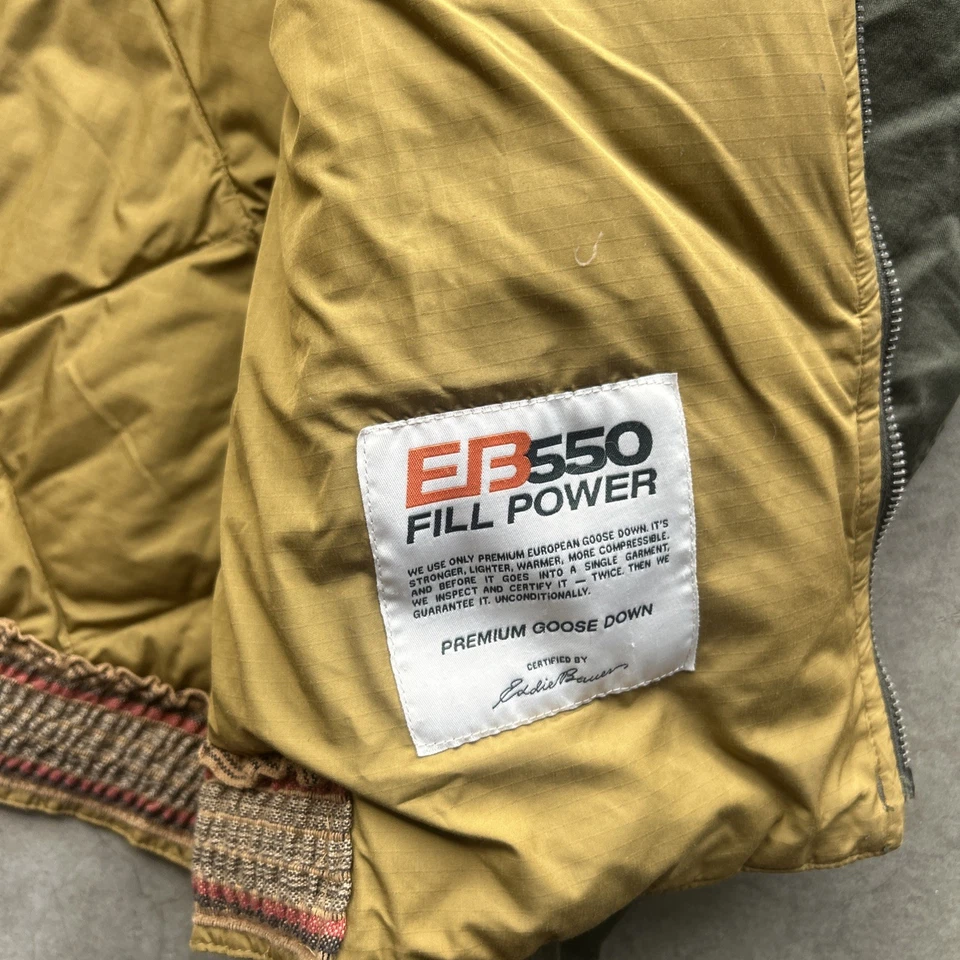 EB550
FILL POWER
WE USE ONLY PREMIUM EUROPEAN GOOSE DOWN. IT'S
STRONGER, LIGHTER, WARMER, MORE COMPRESSIBLE.
AND BEFORE IT GOES INTO A SINGLE GARMENT,
WE INSPECT AND CERTIFY IT — TWICE. THEN WE
GUARANTEE IT. UNCONDITIONALLY.
PREMIUM GOOSE DOWN
CERTIFIED BY
Eddie Bauer